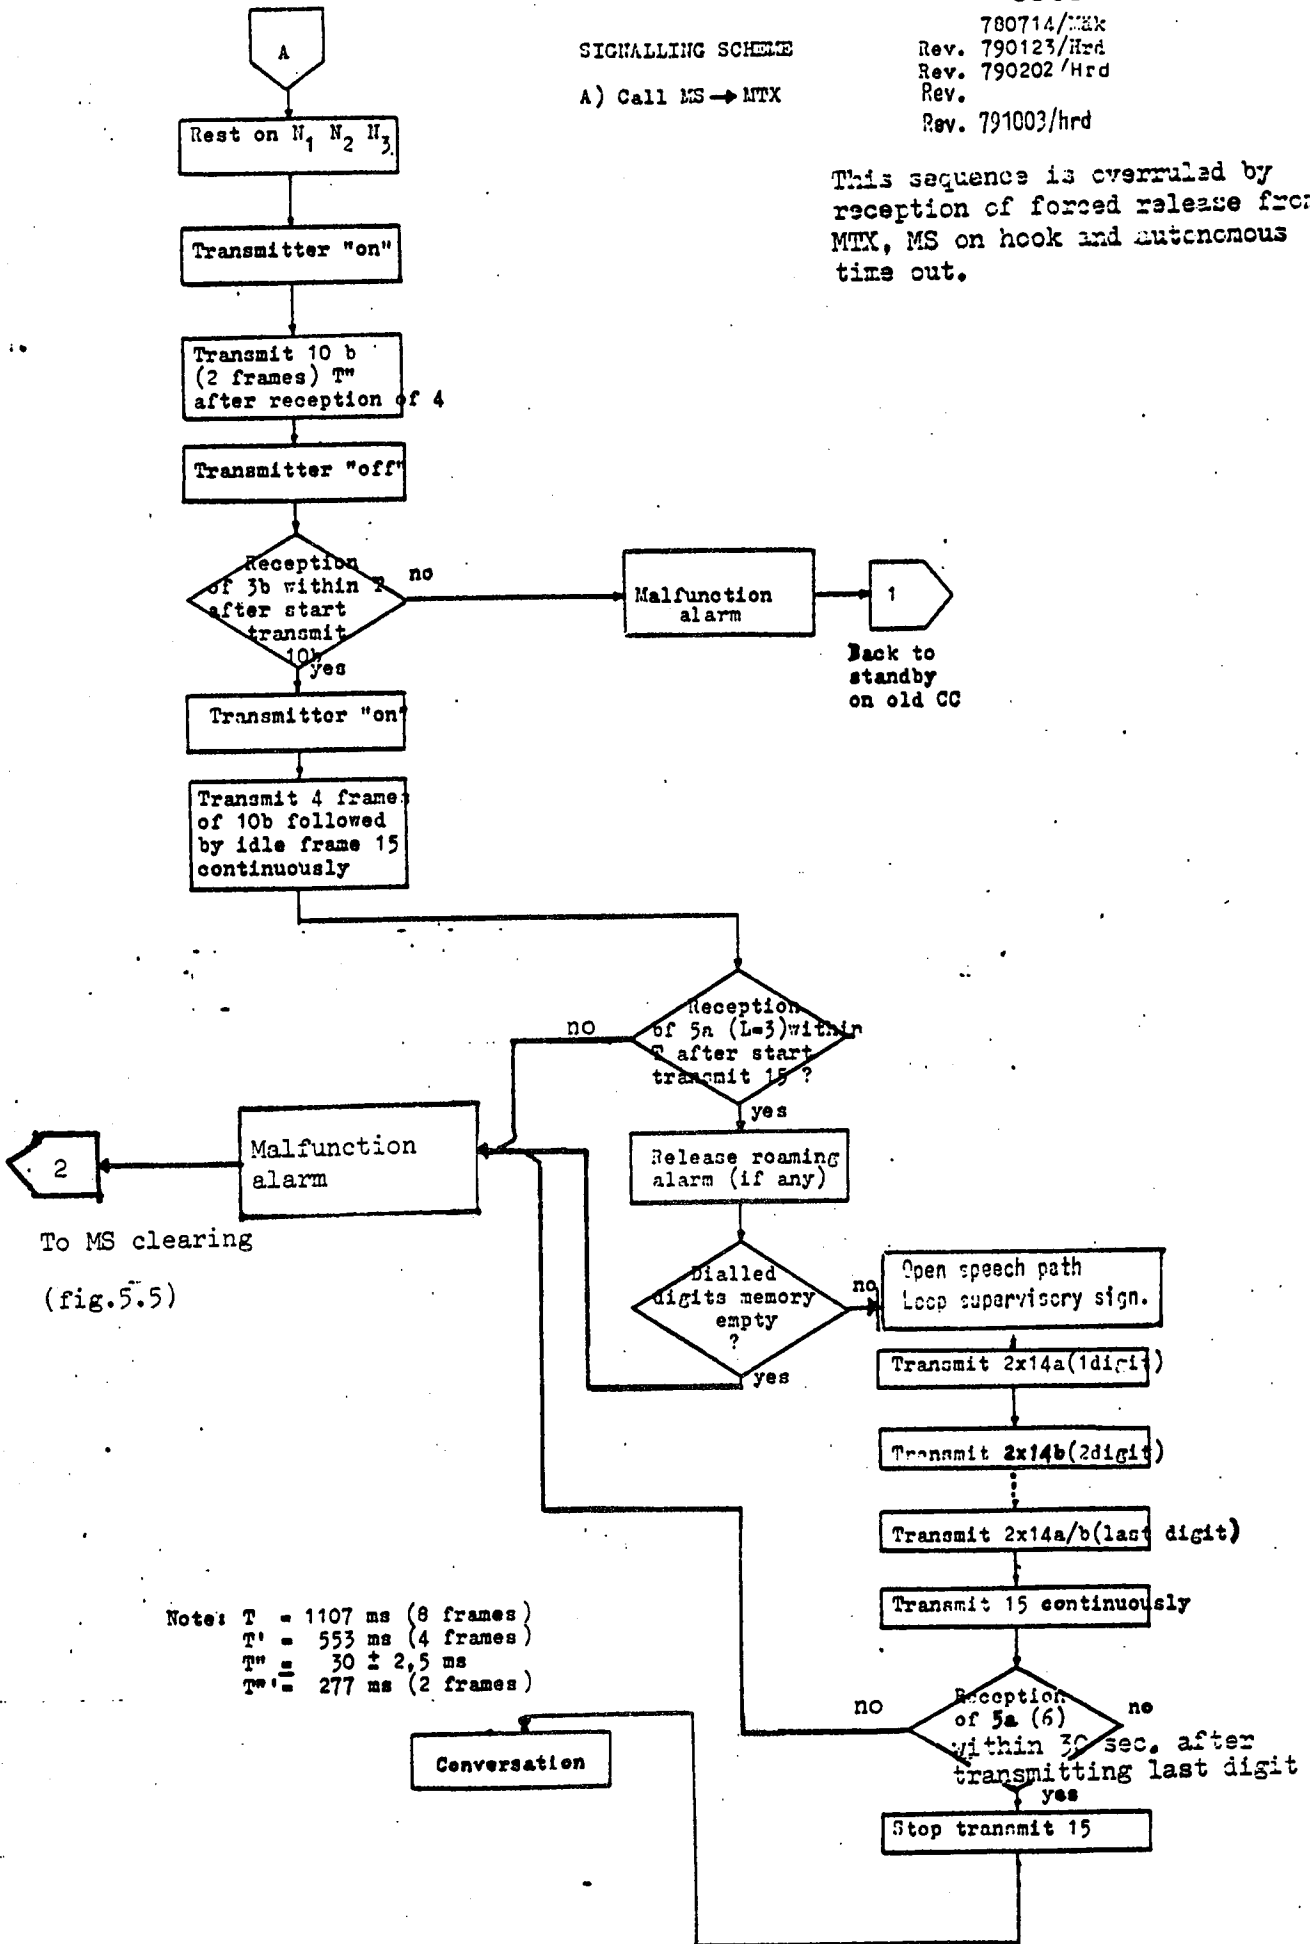 A
SIGNALLING SCHEME
A) Call MS → MTX
780714/Mäk
Rev. 790123/Hrd
Rev. 790202/Hrd
Rev.
Rev. 791003/hrd
This sequence is overruled by
reception of forced release from
MTX, MS on hook and autonomous
time out.
Rest on N1 N2 N3.
Transmitter "on"
Transmit 10 b
(2 frames) T"
after reception of 4
Transmitter "off"
Reception
of 3b within T
after start
transmit
10b
no
yes
Malfunction
alarm
1
Back to
standby
on old CC
Transmitter "on"
Transmit 4 frames
of 10b followed
by idle frame 15
continuously
Reception
of 5a (L=3)within
T after start
transmit 15 ?
no
yes
Malfunction
alarm
2
To MS clearing
(fig.5.5)
Release roaming
alarm (if any)
Dialled
digits memory
empty
?
no
yes
Open speech path
Loop supervisory sign.
Transmit 2x14a(1digit)
Transmit 2x14b(2digit)
Transmit 2x14a/b(last digit)
Transmit 15 continuously
Note: T = 1107 ms (8 frames)
T' = 553 ms (4 frames)
T" = 30 ± 2,5 ms
T"'= 277 ms (2 frames)
no
Reception
of 5a (6)
within 30 sec. after
transmitting last digit
no
yes
Conversation
Stop transmit 15